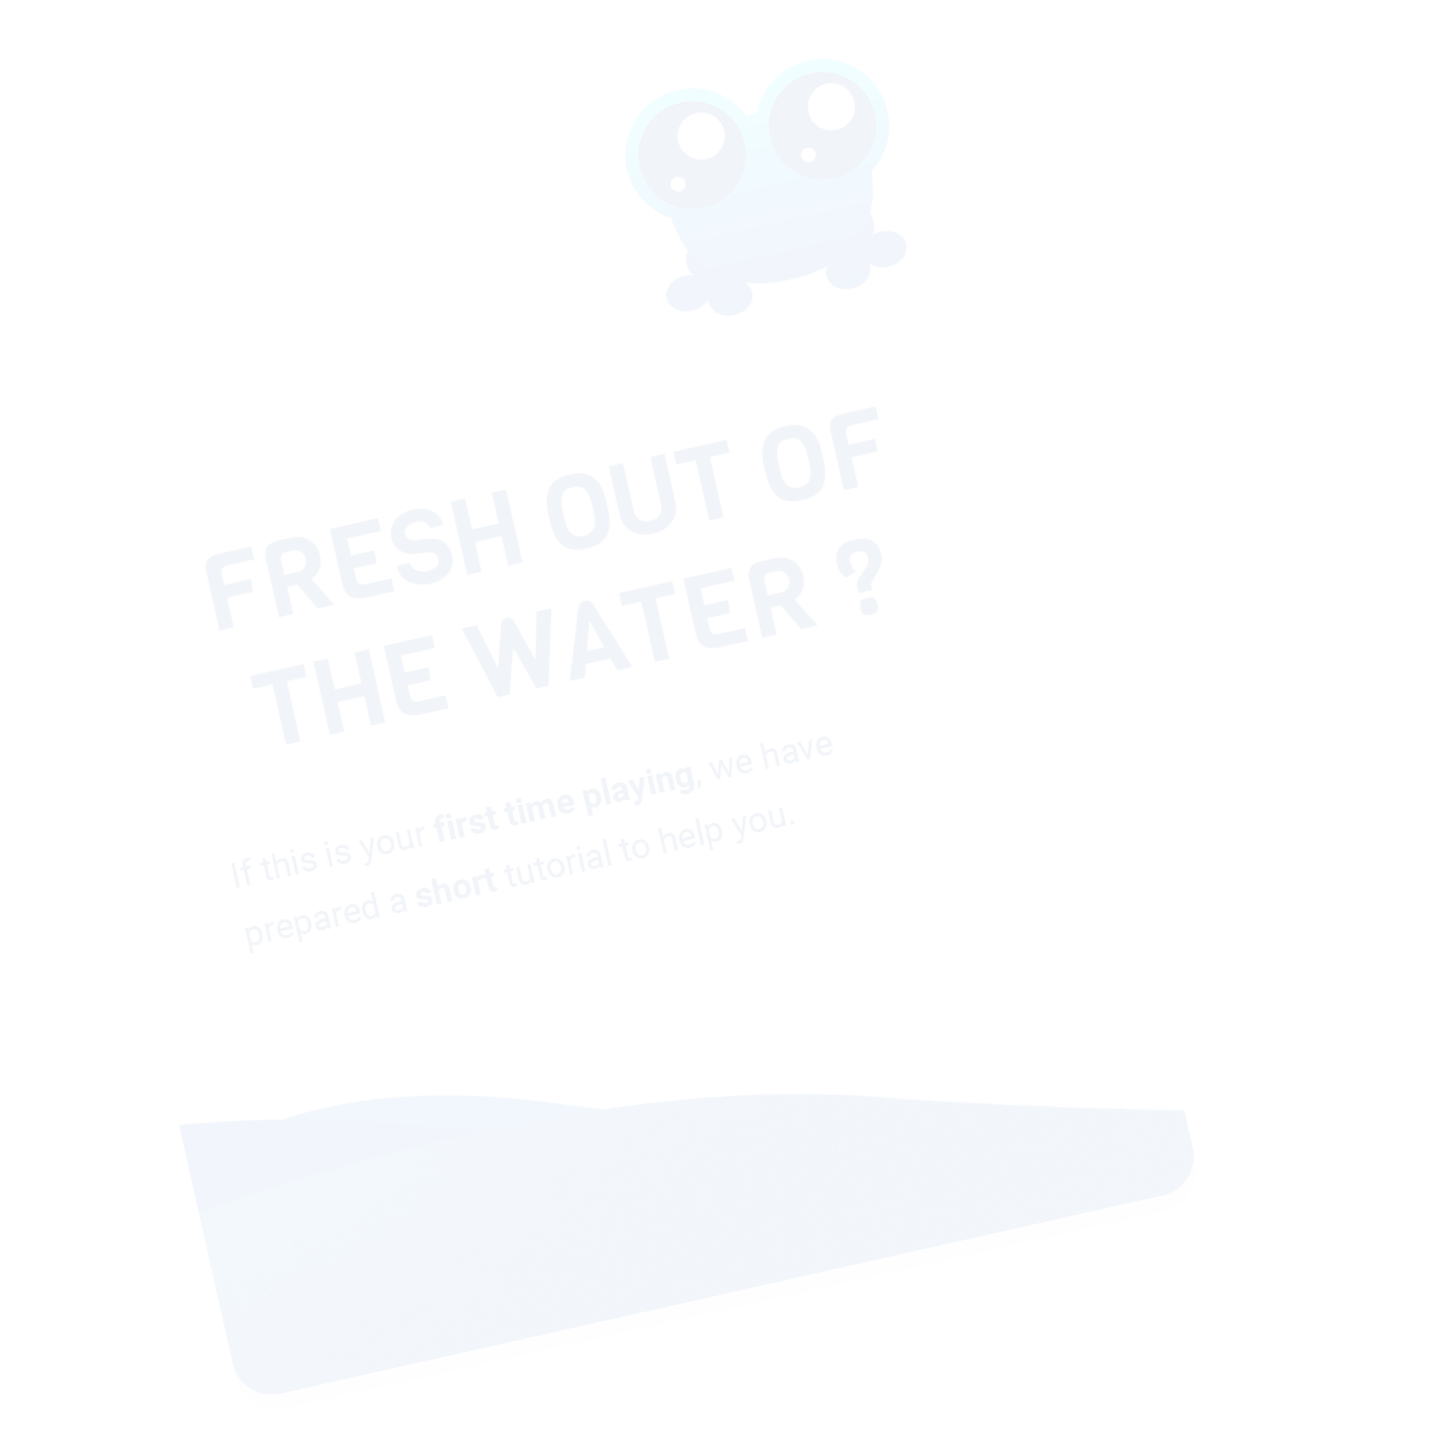 FRESH OUT OF
THE WATER ?
If this is your first time playing, we have
prepared a short tutorial to help you.